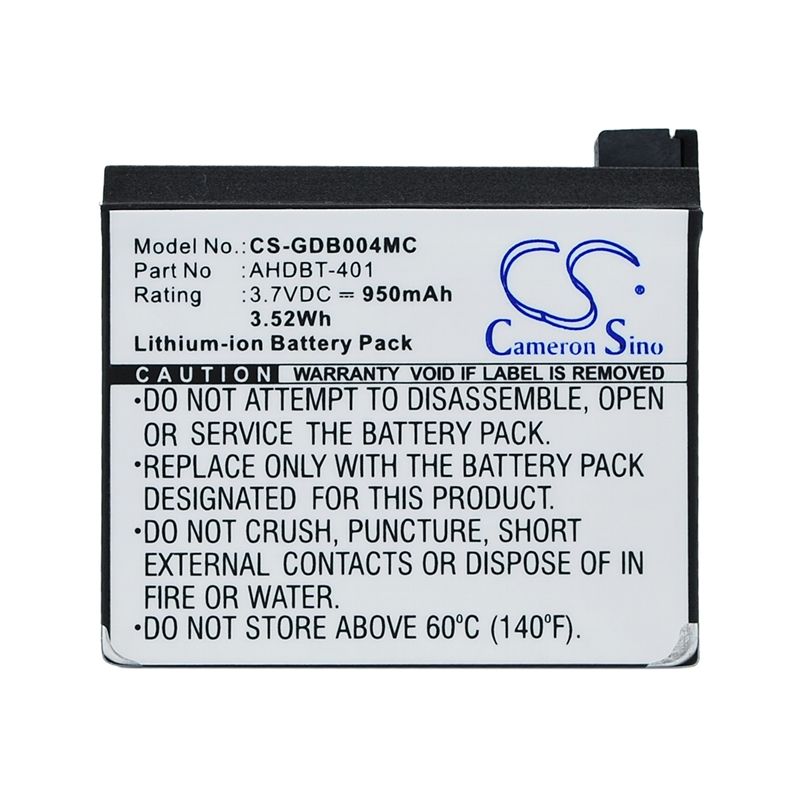 Model No.: CS-GDB004MC
Part No : AHDBT-401
Rating : 3.7VDC ⎓ 950mAh
3.52Wh
Lithium-ion Battery Pack
CS
Cameron Sino
CAUTION WARRANTY VOID IF LABEL IS REMOVED
•DO NOT ATTEMPT TO DISASSEMBLE, OPEN
OR SERVICE THE BATTERY PACK.
•REPLACE ONLY WITH THE BATTERY PACK
DESIGNATED FOR THIS PRODUCT.
•DO NOT CRUSH, PUNCTURE, SHORT
EXTERNAL CONTACTS OR DISPOSE OF
IN FIRE OR WATER.
•DO NOT STORE ABOVE 60°C (140°F).